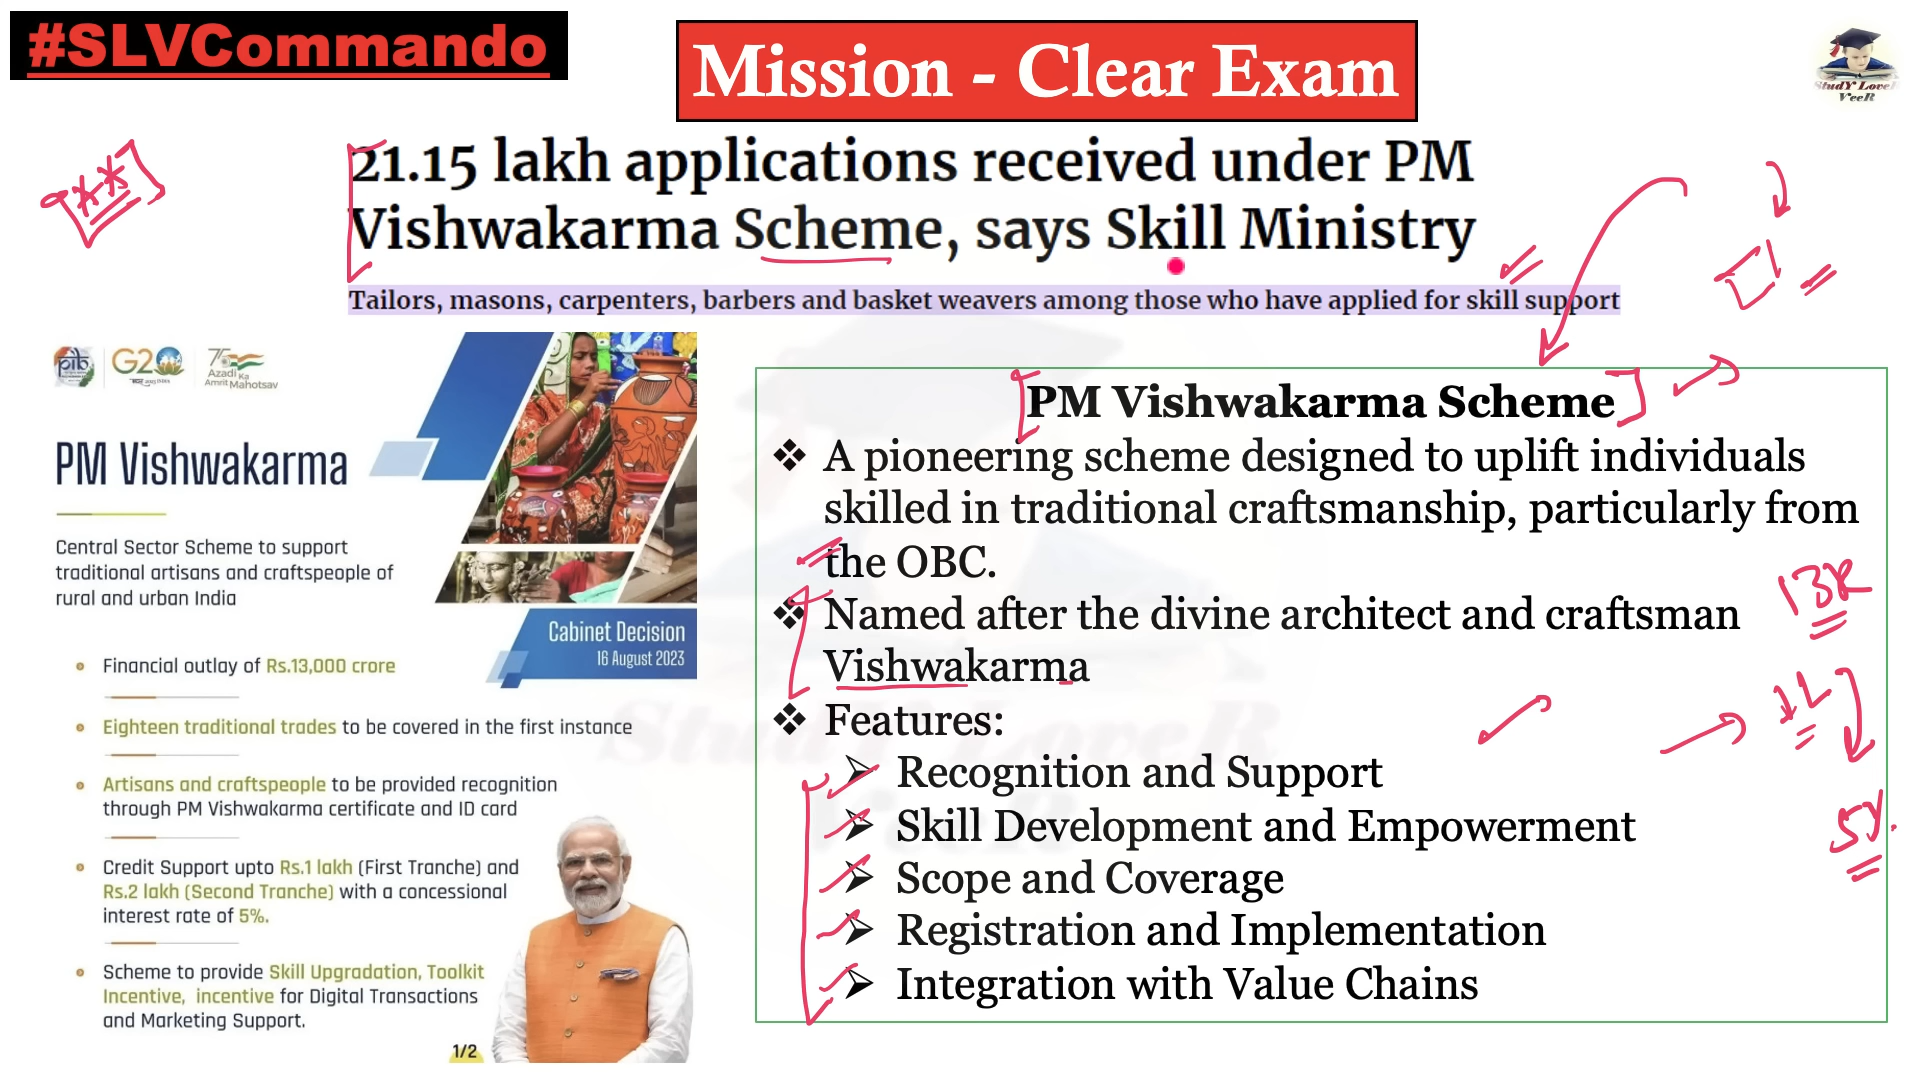 #SLVCommando
Mission - Clear Exam
StudY LoveR
VeeR
21.15 lakh applications received under PM
Vishwakarma Scheme, says Skill Ministry
Tailors, masons, carpenters, barbers and basket weavers among those who have applied for skill support
pib
G20
75
Azadi Ka
Amrit Mahotsav
PM Vishwakarma
Central Sector Scheme to support
traditional artisans and craftspeople of
rural and urban India
Cabinet Decision
16 August 2023
Financial outlay of Rs.13,000 crore
Eighteen traditional trades to be covered in the first instance
Artisans and craftspeople to be provided recognition
through PM Vishwakarma certificate and ID card
Credit Support upto Rs.1 lakh (First Tranche) and
Rs.2 lakh (Second Tranche) with a concessional
interest rate of 5%.
Scheme to provide Skill Upgradation, Toolkit
Incentive, incentive for Digital Transactions
and Marketing Support.
1/2
PM Vishwakarma Scheme
❖ A pioneering scheme designed to uplift individuals
skilled in traditional craftsmanship, particularly from
the OBC.
❖ Named after the divine architect and craftsman
Vishwakarma
❖ Features:
➢ Recognition and Support
➢ Skill Development and Empowerment
➢ Scope and Coverage
➢ Registration and Implementation
➢ Integration with Value Chains
13K
StudY LoveR
VeeR